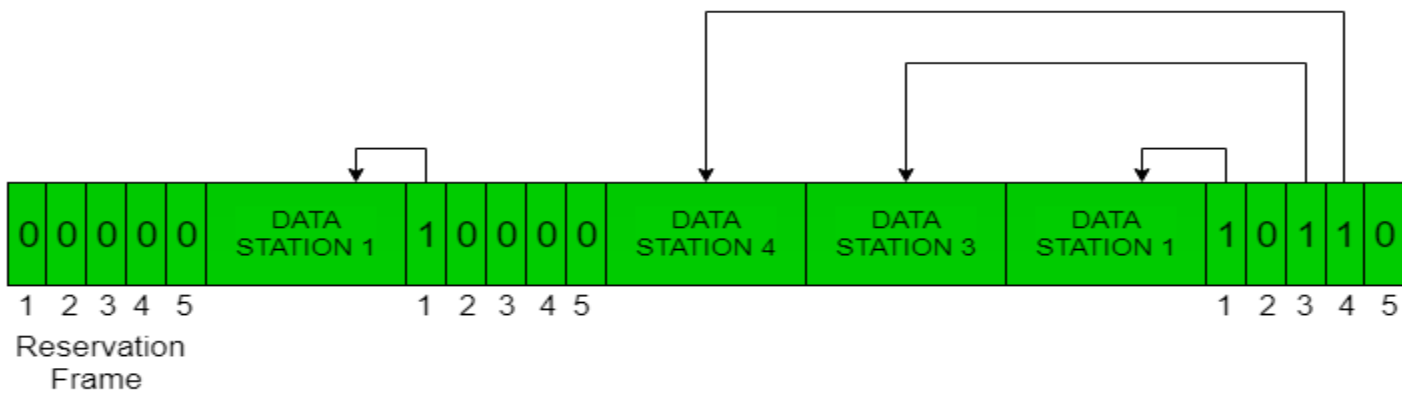 0 0 0 0 0 DATA STATION 1 1 0 0 0 0 DATA STATION 4 DATA STATION 3 DATA STATION 1 1 0 1 1 0
1 2 3 4 5 1 2 3 4 5 1 2 3 4 5
Reservation
Frame